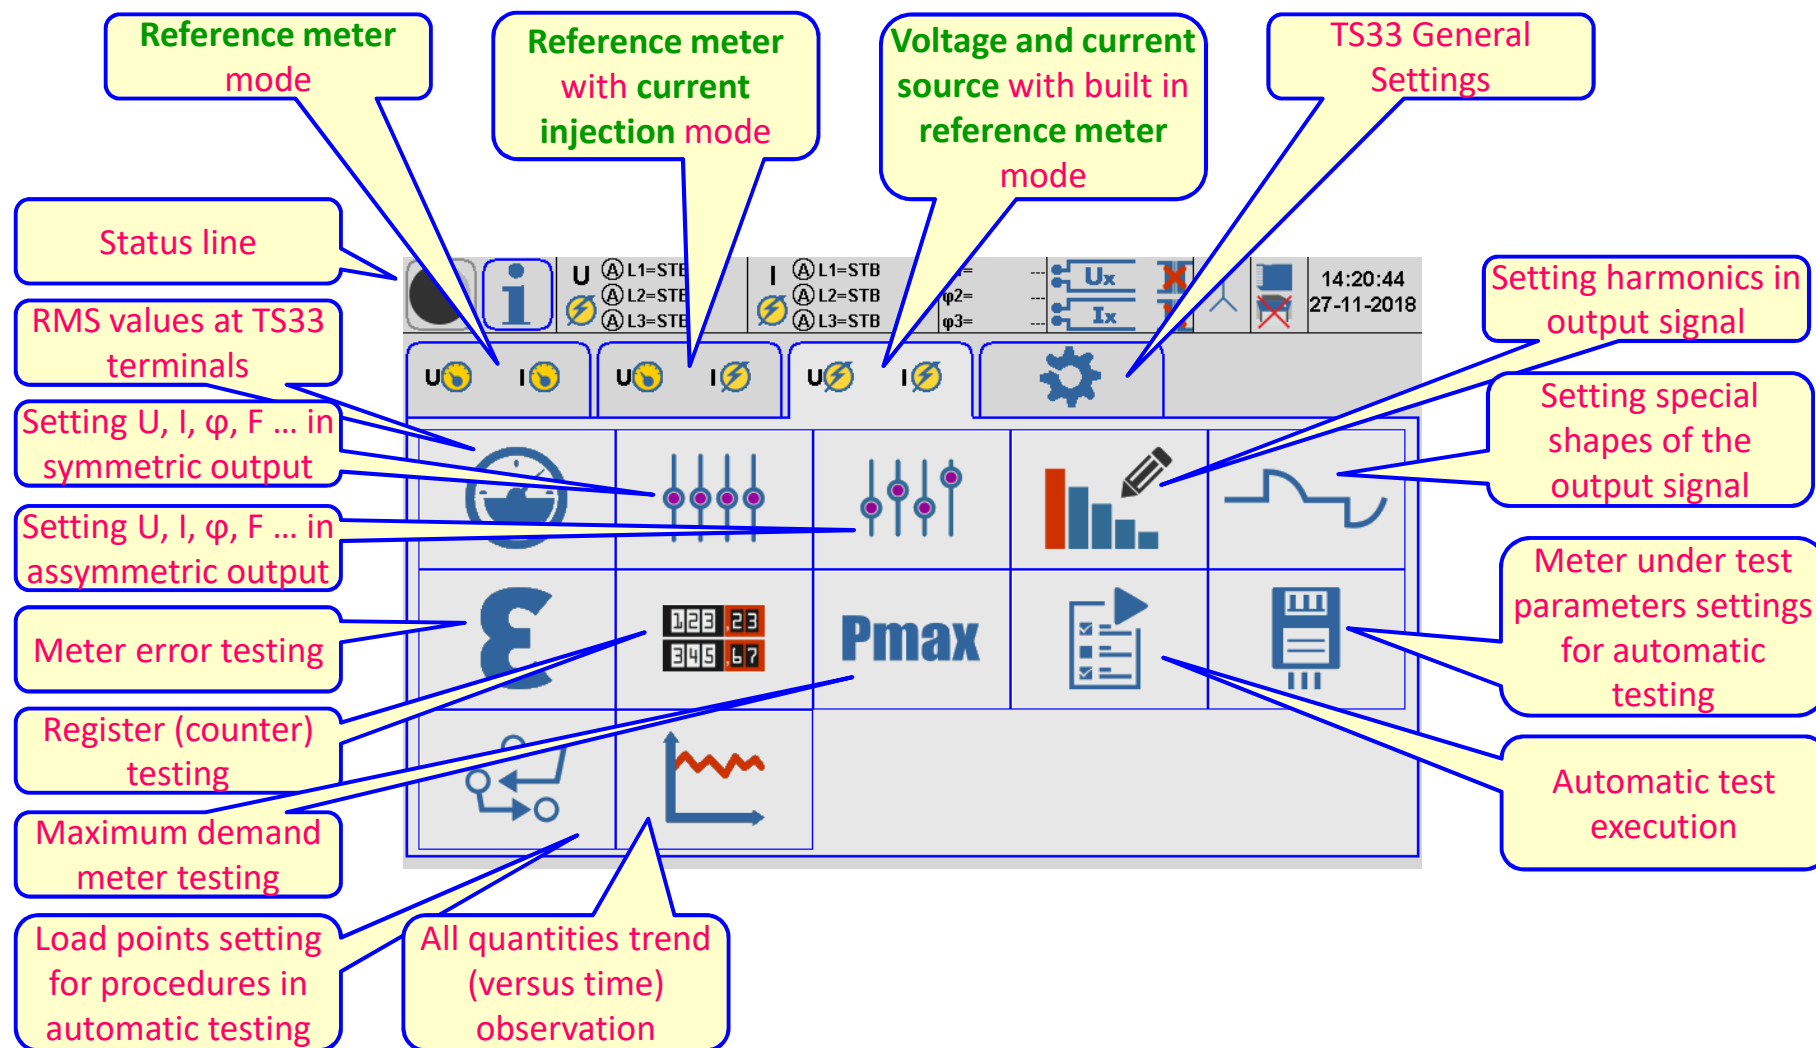 Reference meter
mode
Reference meter
with current
injection mode
Voltage and current
source with built in
reference meter
mode
TS33 General
Settings
Status line
RMS values at TS33
terminals
Setting U, I, φ, F ... in
symmetric output
Setting U, I, φ, F ... in
assymmetric output
Meter error testing
Register (counter)
testing
Maximum demand
meter testing
Load points setting
for procedures in
automatic testing
All quantities trend
(versus time)
observation
Setting harmonics in
output signal
Setting special
shapes of the
output signal
Meter under test
parameters settings
for automatic
testing
Automatic test
execution
i
U
A L1=STB
A L2=STB
A L3=STB
I
A L1=STB
A L2=STB
A L3=STB
φ2=
φ3=
---
---
---
Ux
Ix
14:20:44
27-11-2018
U I
U I
U I
ε
123.23
345.67
Pmax